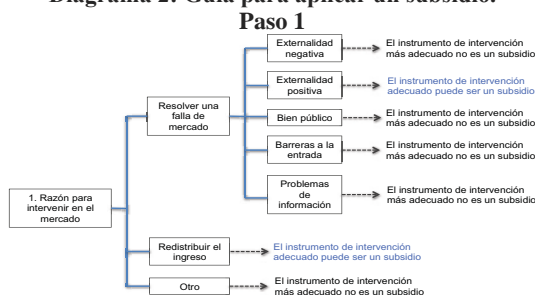 Diagrama 2. Guía para aplicar un subsidio.
Paso 1
Externalidad
negativa
El instrumento de intervención
más adecuado no es un subsidio
Externalidad
positiva
El instrumento de intervención
adecuado puede ser un subsidio
Resolver una
falla de
mercado
Bien público
El instrumento de intervención
más adecuado no es un subsidio
Barreras a la
entrada
El instrumento de intervención
más adecuado no es un subsidio
Problemas
de
información
El instrumento de intervención
más adecuado no es un subsidio
1. Razón para
intervenir en el
mercado
Redistribuir el
ingreso
El instrumento de intervención
adecuado puede ser un subsidio
Otro
El instrumento de intervención
más adecuado no es un subsidio